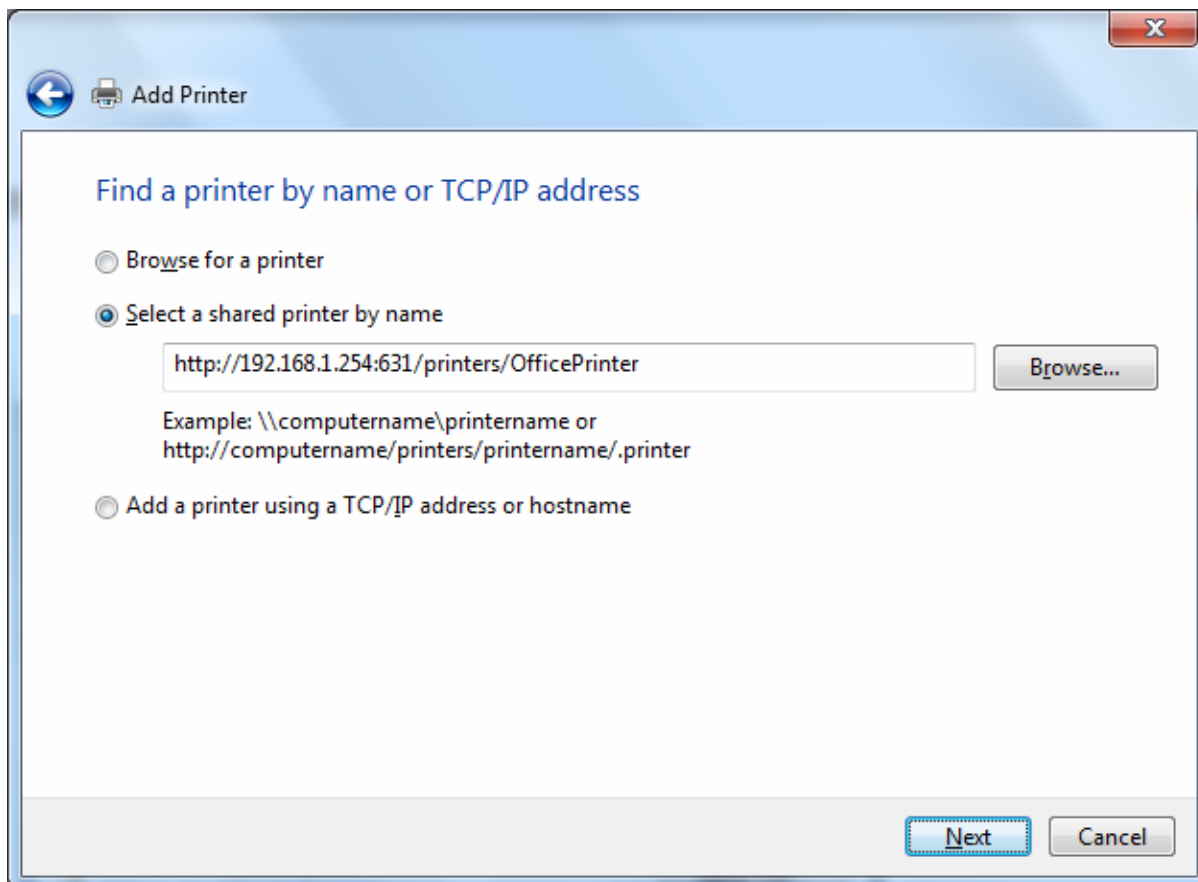 Add Printer
Find a printer by name or TCP/IP address
Browse for a printer
Select a shared printer by name
http://192.168.1.254:631/printers/OfficePrinter
Browse...
Example: \\computername\printername or
http://computername/printers/printername/.printer
Add a printer using a TCP/IP address or hostname
Next Cancel